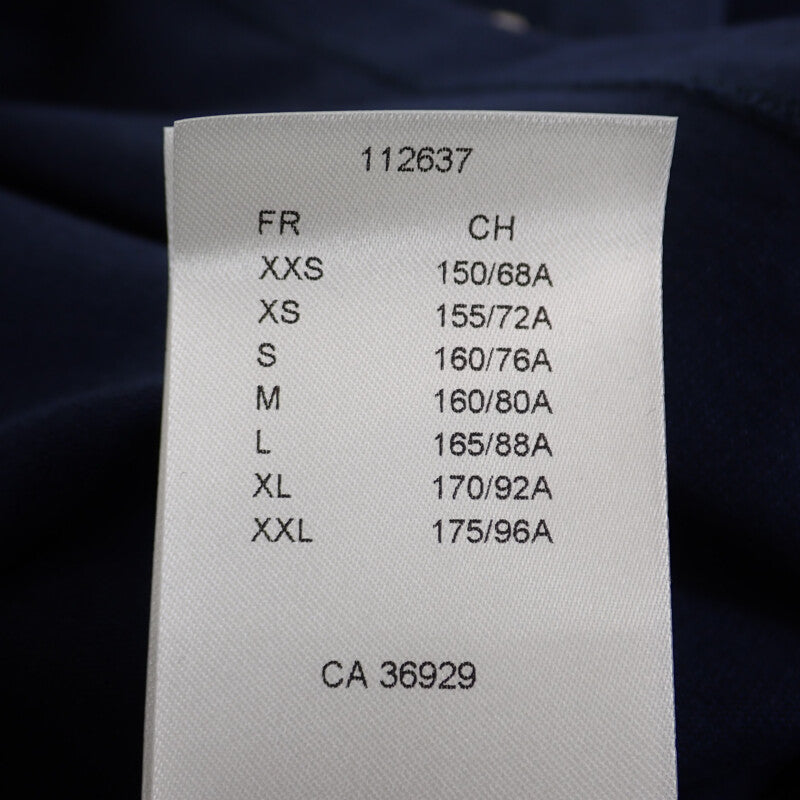 112637
FR CH
XXS 150/68A
XS 155/72A
S 160/76A
M 160/80A
L 165/88A
XL 170/92A
XXL 175/96A
CA 36929